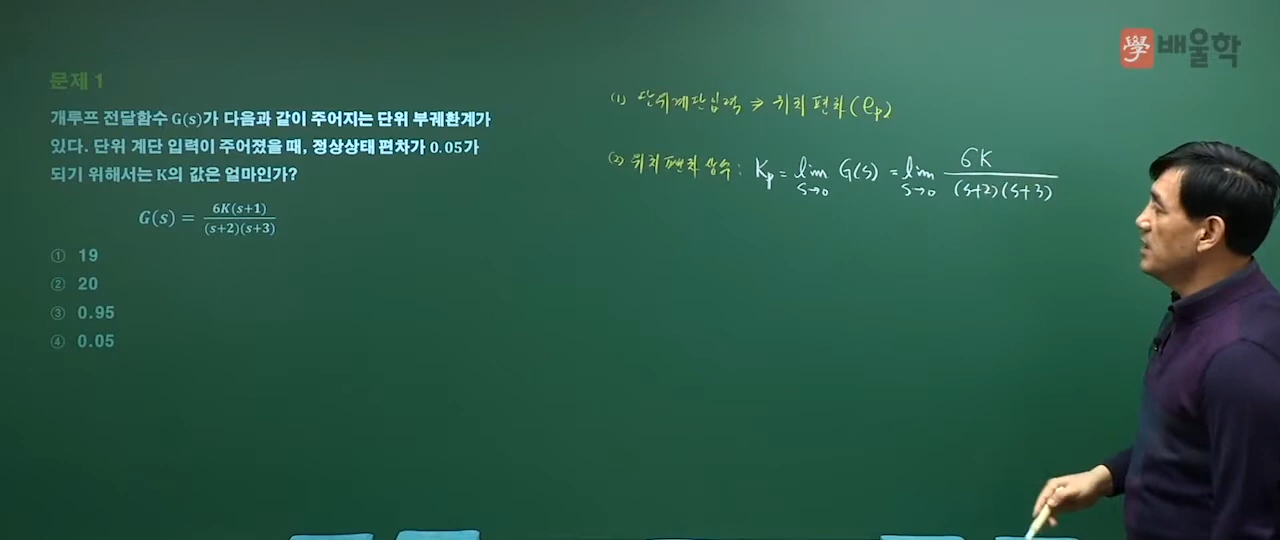 學 배울학
문제 1
개루프 전달함수 G(s)가 다음과 같이 주어지는 단위 부궤환계가
있다. 단위 계단 입력이 주어졌을 때, 정상상태 편차가 0.05가
되기 위해서는 K의 값은 얼마인가?
G(s) = 6K(s+1) / (s+2)(s+3)
① 19
② 20
③ 0.95
④ 0.05
(1) 단위계단입력 ⇒ 위치편차(e_p)
(2) 위치편차상수 : K_p = lim_{s→0} G(s) = lim_{s→0} 6K / (s+2)(s+3)